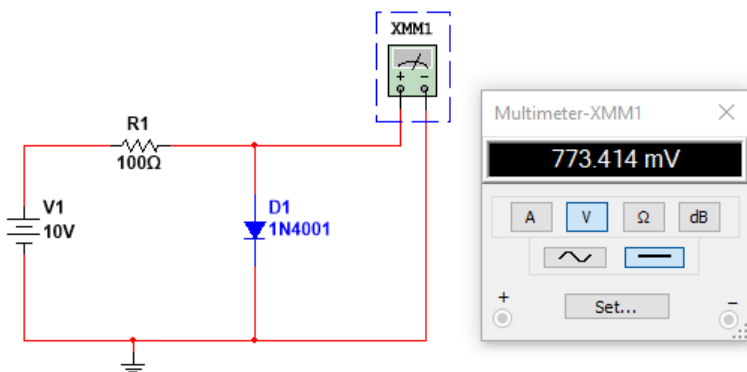 XMM1
+ −
R1
100Ω
V1
10V
D1
1N4001
Multimeter-XMM1
773.414 mV
A V Ω dB
+ Set... −